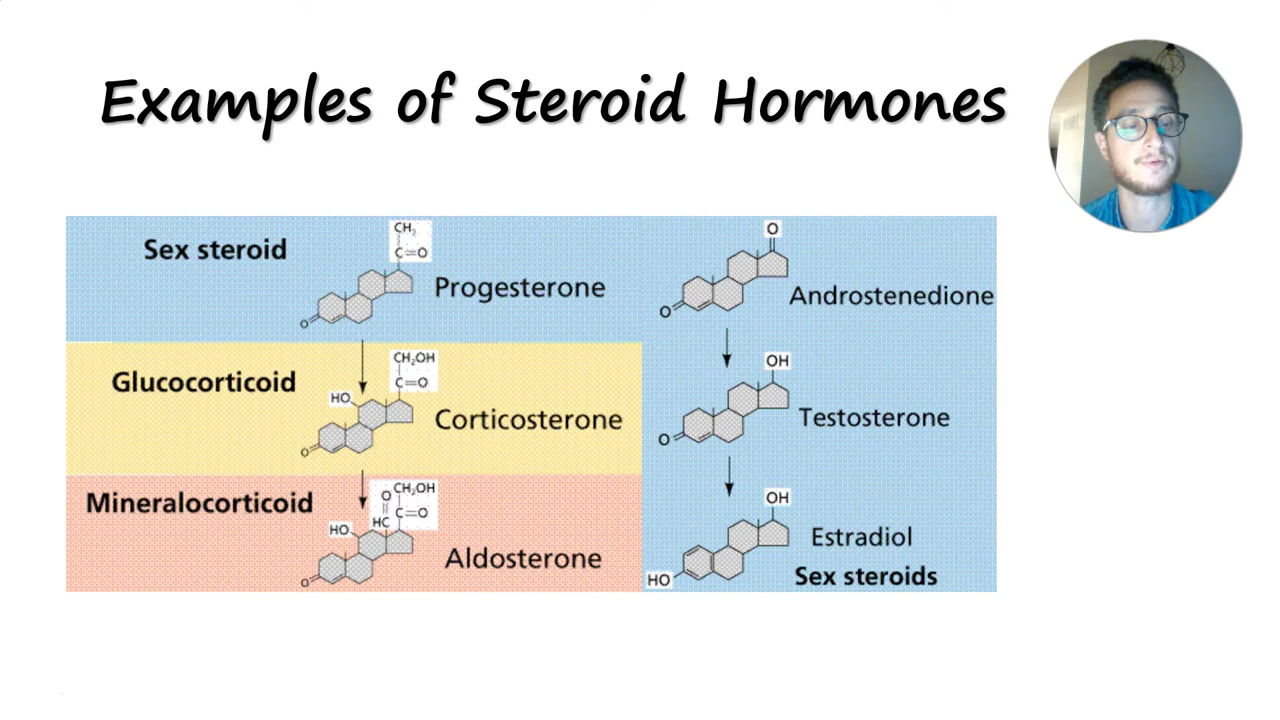 Examples of Steroid Hormones
Sex steroid
CH₃
C=O
O
Progesterone
Glucocorticoid
CH₂OH
C=O
HO
O
Corticosterone
Mineralocorticoid
CH₂OH
O
C=O
HC
HO
O
Aldosterone
O
O
Androstenedione
OH
O
Testosterone
OH
HO
Estradiol
Sex steroids